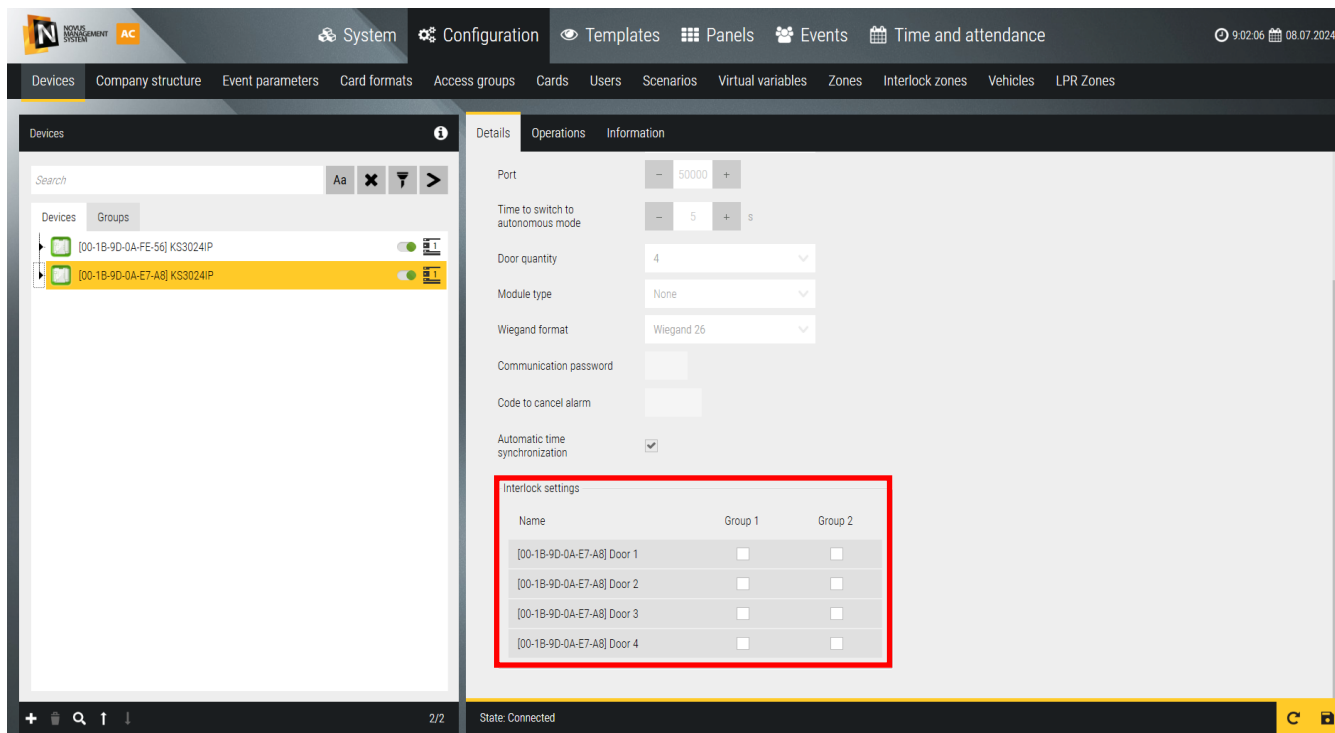 NOVUS
MANAGEMENT
SYSTEM
AC
System Configuration Templates Panels Events Time and attendance
9:02:06 08.07.2024
Devices Company structure Event parameters Card formats Access groups Cards Users Scenarios Virtual variables Zones Interlock zones Vehicles LPR Zones
Devices
Search
Aa
Devices Groups
[00-1B-9D-0A-FE-56] KS3024IP
1
[00-1B-9D-0A-E7-A8] KS3024IP
1
2/2
Details Operations Information
Port - 50000 +
Time to switch to
autonomous mode - 5 + s
Door quantity 4
Module type None
Wiegand format Wiegand 26
Communication password
Code to cancel alarm
Automatic time
synchronization
Interlock settings
Name Group 1 Group 2
[00-1B-9D-0A-E7-A8] Door 1
[00-1B-9D-0A-E7-A8] Door 2
[00-1B-9D-0A-E7-A8] Door 3
[00-1B-9D-0A-E7-A8] Door 4
State: Connected